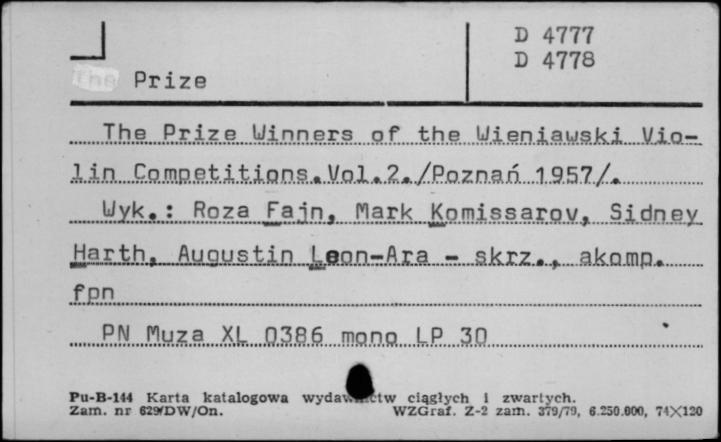 D 4777
D 4778
The Prize
The Prize Winners of the Wieniawski Vio-
lin Competitions.Vol.2./Poznań 1957/.
Wyk.: Roza Fajn, Mark Komissarov, Sidney
Harth, Augustin Leon-Ara - skrz., akomp.
fpn
PN Muza XL 0386 mono LP 30
Pu-B-144 Karta katalogowa wydawnictw ciągłych i zwartych.
Zam. nr 629/DW/On. WZGraf. Z-2 zam. 379/79, 6.250.000, 74X120